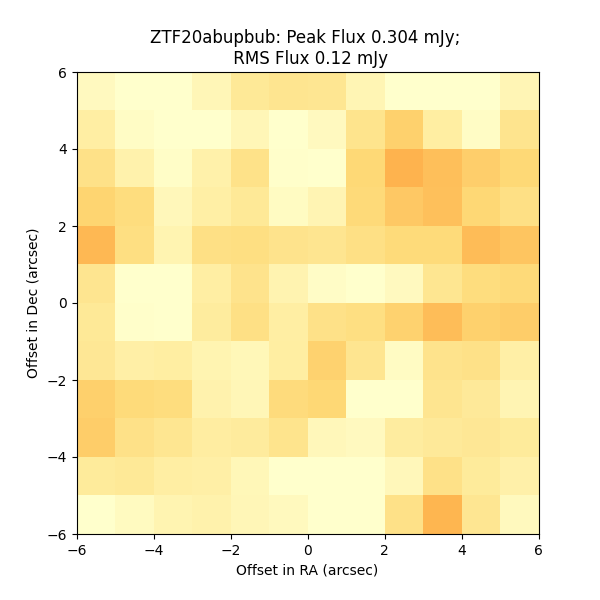 ZTF20abupbub: Peak Flux 0.304 mJy;
RMS Flux 0.12 mJy
6
4
2
0
−2
−4
−6
Offset in Dec (arcsec)
−6 −4 −2 0 2 4 6
Offset in RA (arcsec)